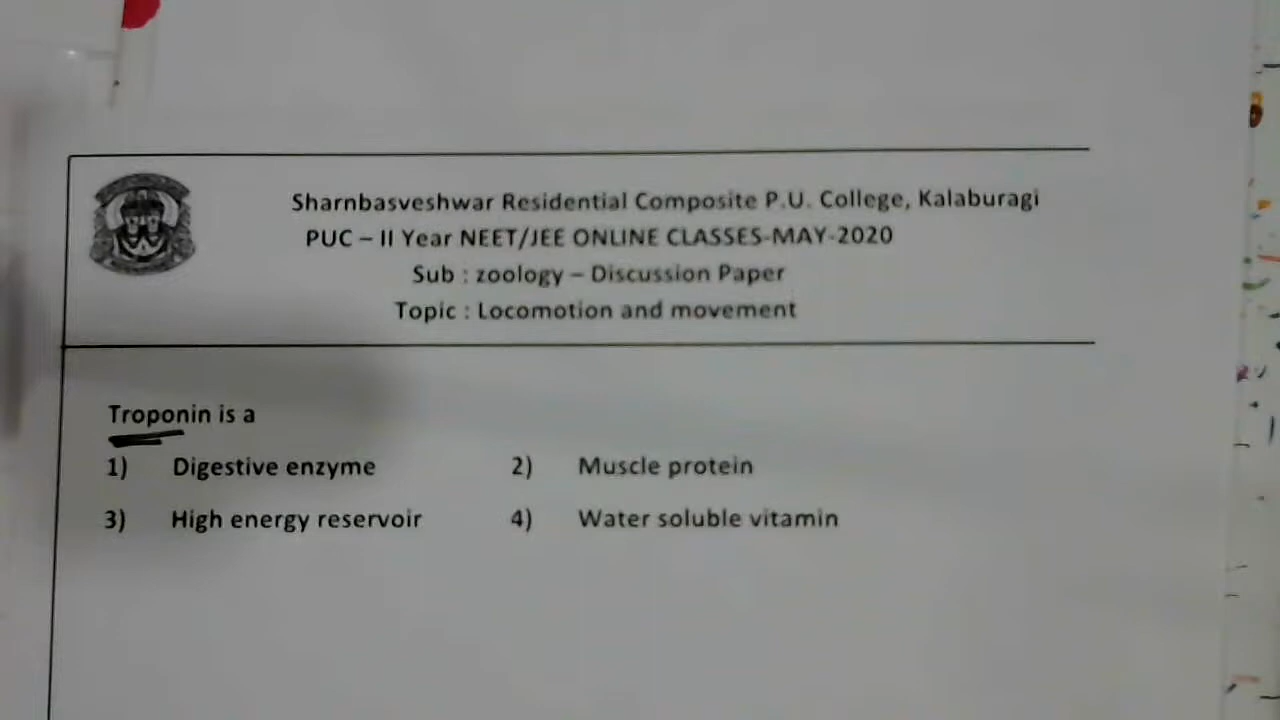 Sharnbasveshwar Residential Composite P.U. College, Kalaburagi
PUC – II Year NEET/JEE ONLINE CLASSES-MAY-2020
Sub : zoology – Discussion Paper
Topic : Locomotion and movement
Troponin is a
1) Digestive enzyme 2) Muscle protein
3) High energy reservoir 4) Water soluble vitamin